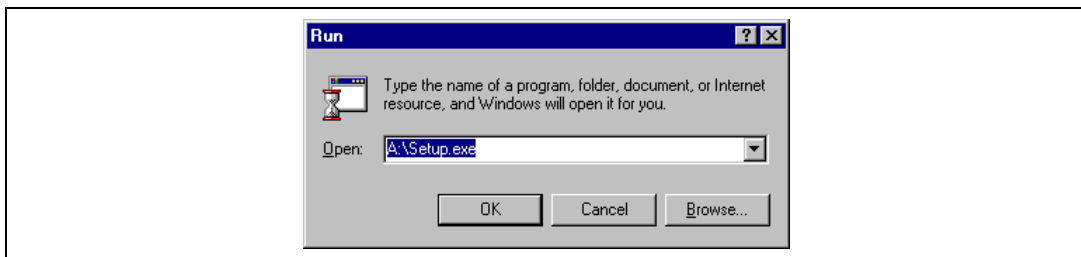 Run
Type the name of a program, folder, document, or Internet
resource, and Windows will open it for you.
Open: A:\Setup.exe
OK Cancel Browse...